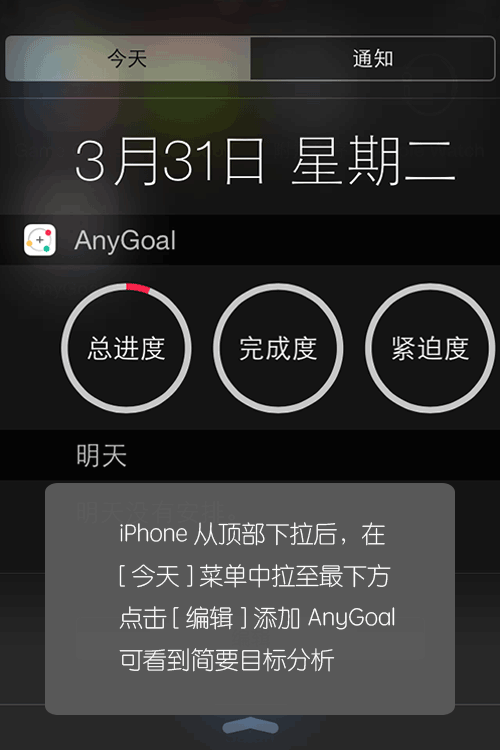 今天
通知
3月31日 星期二
AnyGoal
总进度
完成度
紧迫度
明天
iPhone 从顶部下拉后，在
[ 今天 ] 菜单中拉至最下方
点击 [ 编辑 ] 添加 AnyGoal
可看到简要目标分析